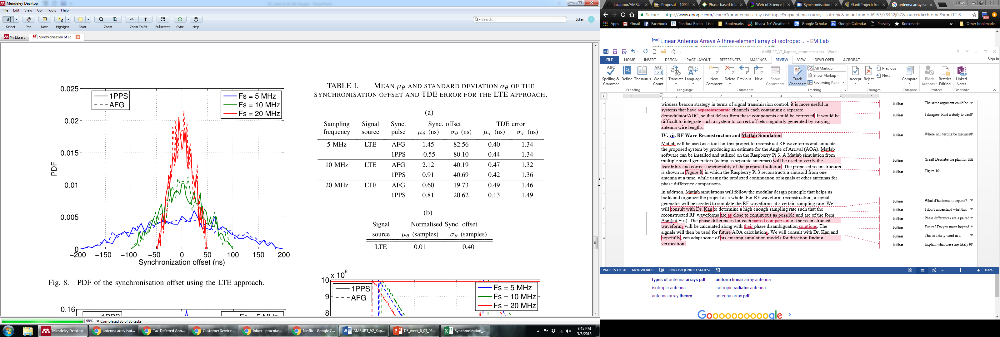 Mendeley Desktop
File Edit View Go Tools Help
Select Pan Note Highlight Color Zoom Zoom To Fit Fullscreen Sync Help
Search...
Julian
JK
My Library
Synchronisation of Lo...
0.025
0.02
0.015
0.01
0.005
0
PDF
1PPS
AFG
Fs = 5 MHz
Fs = 10 MHz
Fs = 20 MHz
−200 −150 −100 −50 0 50 100 150 200
Synchronization offset (ns)
Fig. 8. PDF of the synchronisation offset using the LTE approach.
0.16
TABLE I. MEAN μθ AND STANDARD DEVIATION σθ OF THE
SYNCHRONISATION OFFSET AND TDE ERROR FOR THE LTE APPROACH.
(a)
Sampling Signal Sync. Sync. offset TDE error
frequency source pulse μθ (ns) σθ (ns) μτ (ns) στ (ns)
5 MHz LTE AFG 1.45 82.56 0.40 1.34
1PPS -0.55 80.10 0.44 1.34
10 MHz LTE AFG 2.12 40.19 0.47 1.32
1PPS 0.91 40.69 0.42 1.36
20 MHz LTE AFG 0.60 19.73 0.49 1.46
1PPS 0.81 20.62 0.13 1.49
(b)
Signal Normalised Sync. offset
source μθ (samples) σθ (samples)
LTE 0.01 0.40
10 x 10^6
9
8
1PPS
AFG
Fs = 5 MHz
Fs = 10 MHz
Fs = 20 MHz
98% Completed 86 of 86 tasks
Mendeley Desktop
antenna array isot...
Tax-Deferred Ann...
Customer Service ...
Inbox - procnias...
Netflix - Google C...
AMRUPT_V2_Kap...
DF_week_6_03_06...
Synchronization_...
8:45 PM
3/5/2018
jakapoor/AMRUP
Proposal – 10951
Phase-based trila
Web of Science [
Synchronisation
GanttProject: free
antenna array iso
Julian
Secure https://www.google.com/search?q=antenna+array+isotropic&oq=antenna+array+isotropic&aqs=chrome..69i57j0.8442j0j7&sourceid=chrome&ie=UTF-8
Apps Gmail Facebook Pandora Radio - Liste Bookmarks Ithaca, NY Weather F Google Scholar Google Calendar Passkey Bookmarks » Other bookmarks
[PDF] Linear Antenna Arrays A three-element array of isotropic ... - EM Lab
AMRUPT_V2_Kapoor_comments.docx - Word
FILE HOME INSERT DESIGN PAGE LAYOUT REFERENCES MAILINGS REVIEW VIEW DEVELOPER ACROBAT Sign in
Spelling & Grammar
Define
Thesaurus
Word Count
Translate
Language
New Comment
Delete
Previous
Next
Show Comments
Track Changes
All Markup
Show Markup
Reviewing Pane
Accept
Reject
Previous
Next
Compare
Block Authors
Restrict Editing
Linked Notes
Proofing Language Comments Tracking Changes Compare Protect OneNote
wireless beacon strategy in terms of signal transmission control, it is more useful in
systems that have seperateseparate channels each containing a separate
demodulator/ADC, so that delays from these components could be corrected. It would be
difficult to integrate such a system to correct offsets singularly generated by varying
antenna wire lengths.
IV. vii. RF Wave Reconstruction and Matlab Simulation
Matlab will be used as a tool for this project to reconstruct RF waveforms and simulate
the proposed system by producing an estimate for the Angle of Arrival (AOA). Matlab
software can be installed and utilized on the Raspberry Pi 3. A Matlab simulation from
multiple signal generators (acting as separate antennas) will be used to verify the
feasibility and correct functionality of the proposed solution. The proposed reconstruction
is shown in Figure 8, in which the Raspberry Pi 3 reconstructs a sinusoid from one
antenna at a time, while using the predicted continuation of signals at other antennas for
phase difference comparisons.
In addition, Matlab simulations will follow the modular design principle that helps us
build and organize the project as a whole. For RF waveform reconstruction, a signal
generator will be created to simulate the RF waveforms at a certain sampling rate. We
will consult with Dr. Kan to determine a high enough sampling rate such that the
reconstructed RF waveforms are as close to continuous as possible and are of the form
Asin(ωt + φ). The phase differences for each paired comparison of the reconstructed
waveforms will be calculated along with their phase disambiguation solutions. The
signals will then be used for future AOA calculations. We will consult with Dr. Kan and
hopefully, can adapt some of his existing simulation models for direction finding
verification.
Julian The same argument could be
Julian I disagree. Find a study to back
Julian Where will testing be discussed
Julian Great! Describe the plan for this
Julian Figure 10!
Julian What if he doesn't respond?
Julian I don't understand what this
Julian Phase differences are a paired
Julian Future? Do you mean beyond
Julian This is a dirty word in a
Julian Explain what these are likely to
PAGE 15 OF 26 6494 WORDS ENGLISH (UNITED STATES) 100%
types of antenna arrays pdf uniform linear array antenna
isotropic antenna isotropic radiator antenna
antenna array theory antenna array pdf
Goooooooooogle